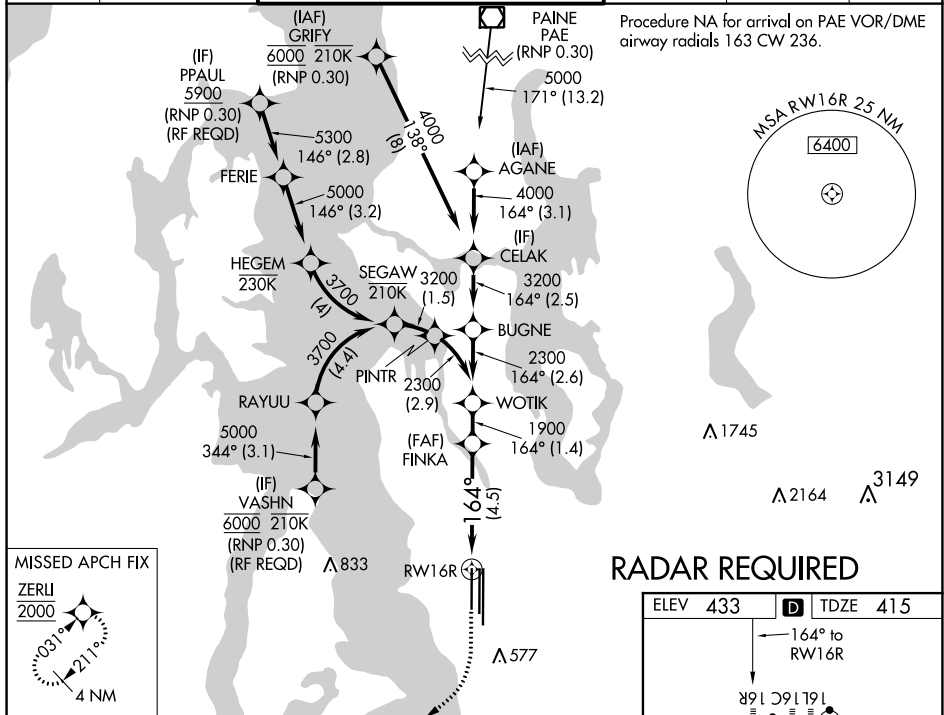 (IAF)
GRIFY
6000 210K
(RNP 0.30)
PAINE
PAE
(RNP 0.30)
Procedure NA for arrival on PAE VOR/DME
airway radials 163 CW 236.
(IF)
PPAUL
5900
(RNP 0.30)
(RF REQD)
5000
171° (13.2)
MSA RW16R 25 NM
6400
4000
138°
(8)
5300
146° (2.8)
FERIE
(IAF)
AGANE
4000
164° (3.1)
5000
146° (3.2)
(IF)
CELAK
HEGEM
230K
3700
(4)
SEGAW
210K
3200
(1.5)
3200
164° (2.5)
BUGNE
3700
(4.4)
PINTR
2300
(2.9)
2300
164° (2.6)
RAYUU
WOTIK
5000
344° (3.1)
1900
164° (1.4)
(FAF)
FINKA
1745
(IF)
VASHN
6000 210K
(RNP 0.30)
(RF REQD)
164°
(4.5)
2164
3149
833
RW16R
RADAR REQUIRED
MISSED APCH FIX
ZERLI
2000
031°
211°
4 NM
577
ELEV 433
D
TDZE 415
164° to
RW16R
16R
16C
16L